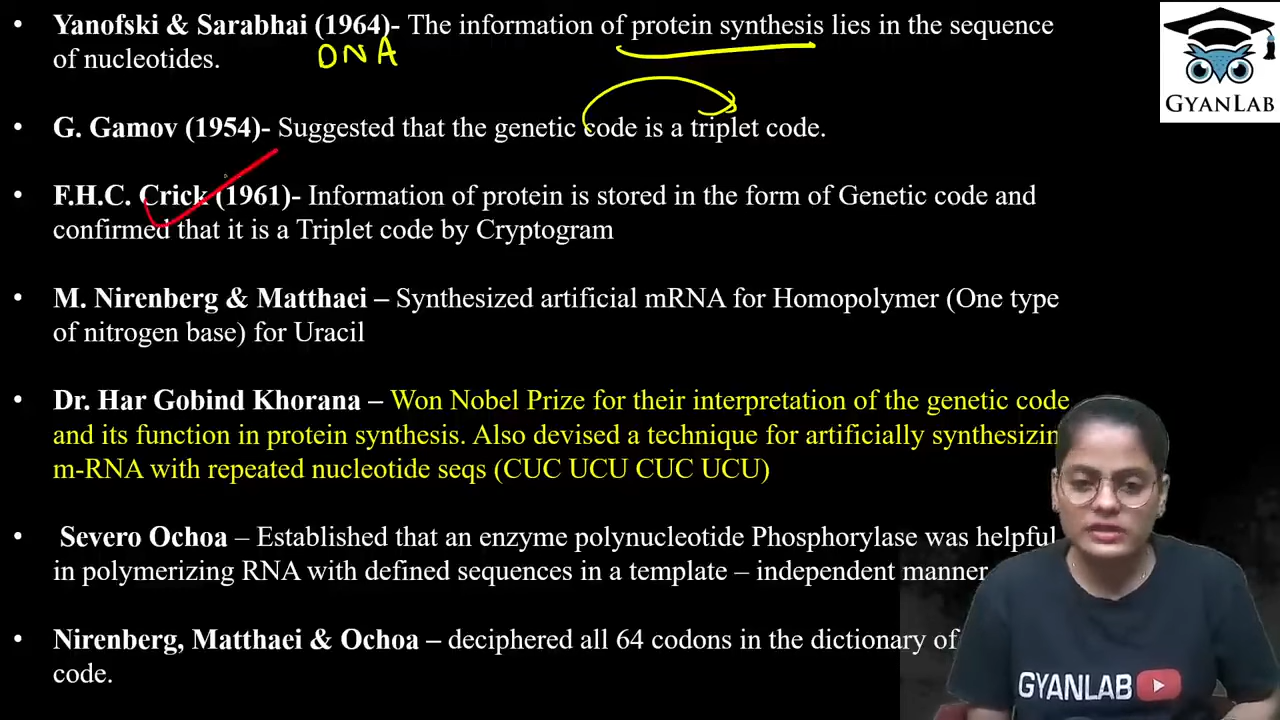 • Yanofski & Sarabhai (1964)- The information of protein synthesis lies in the sequence
of nucleotides.
DNA
• G. Gamov (1954)- Suggested that the genetic code is a triplet code.
• F.H.C. Crick (1961)- Information of protein is stored in the form of Genetic code and
confirmed that it is a Triplet code by Cryptogram
• M. Nirenberg & Matthaei – Synthesized artificial mRNA for Homopolymer (One type
of nitrogen base) for Uracil
• Dr. Har Gobind Khorana – Won Nobel Prize for their interpretation of the genetic code
and its function in protein synthesis. Also devised a technique for artificially synthesizin
m-RNA with repeated nucleotide seqs (CUC UCU CUC UCU)
• Severo Ochoa – Established that an enzyme polynucleotide Phosphorylase was helpful
in polymerizing RNA with defined sequences in a template – independent manner
• Nirenberg, Matthaei & Ochoa – deciphered all 64 codons in the dictionary of
code.
GYANLAB
GYANLAB